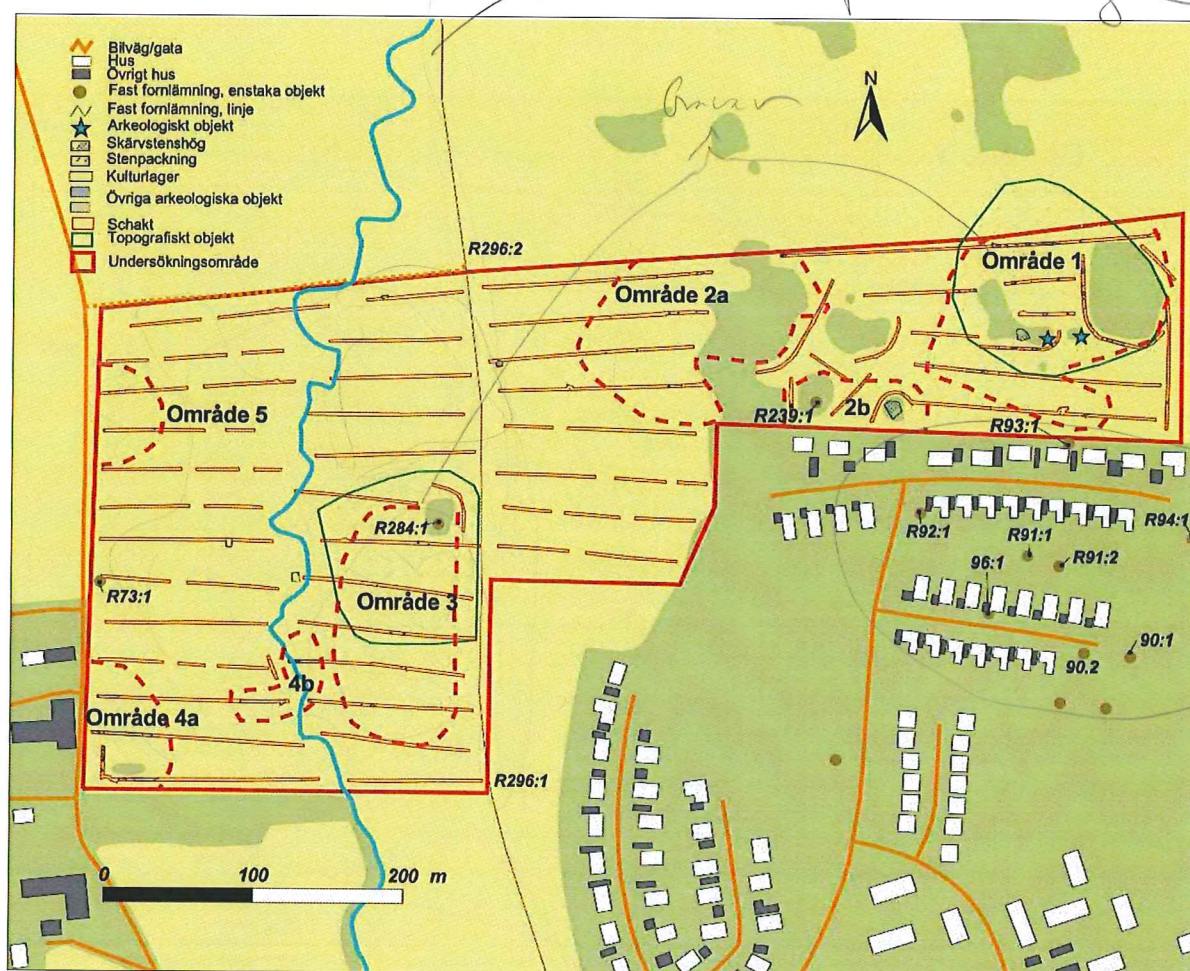 Bilväg/gata
Hus
Övrigt hus
Fast fornlämning, enstaka objekt
Fast fornlämning, linje
Arkeologiskt objekt
Skärvstenshög
Stenpackning
Kulturlager
Övriga arkeologiska objekt
Schakt
Topografiskt objekt
Undersökningsområde
N
R296:2
Område 1
Område 2a
Område 5
R239:1
2b
R93:1
R284:1
R92:1
R91:1
R94:1
R91:2
96:1
R73:1
Område 3
90:1
90.2
4b
Område 4a
R296:1
0 100 200 m